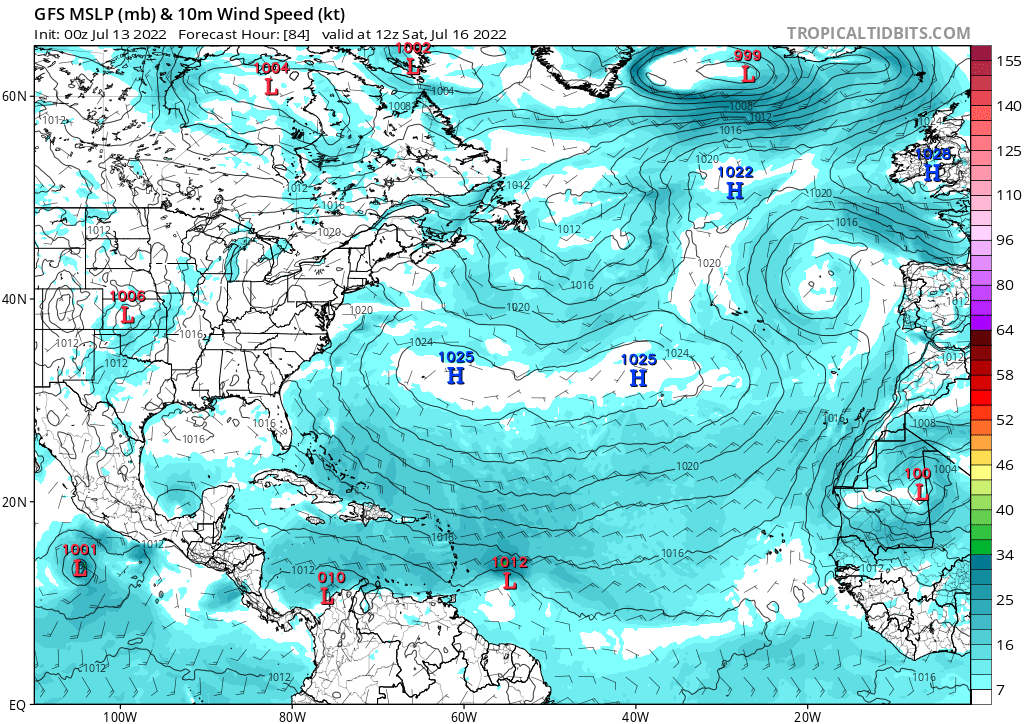 GFS MSLP (mb) & 10m Wind Speed (kt)
Init: 00z Jul 13 2022 Forecast Hour: [84] valid at 12z Sat, Jul 16 2022
TROPICALTIDBITS.COM
1002
L
1004
L
999
L
155
60N
1004
1008
1008
1012
1012
1016
140
1020
125
1026
H
1022
H
1012
1012
1016
1020
110
1012
1020
1012
1016
96
1020
80
1016
40N
1006
L
1020
1020
1012
1016
64
1012
1024
1024
1012
1012
1025
H
1025
H
58
1016
1016
1016
1008
52
1020
1004
46
100
L
20N
40
1016
1012
1001
L
1016
34
1012
L
1012
1012
010
L
25
1012
1012
1016
16
7
EQ
100W
80W
60W
40W
20W